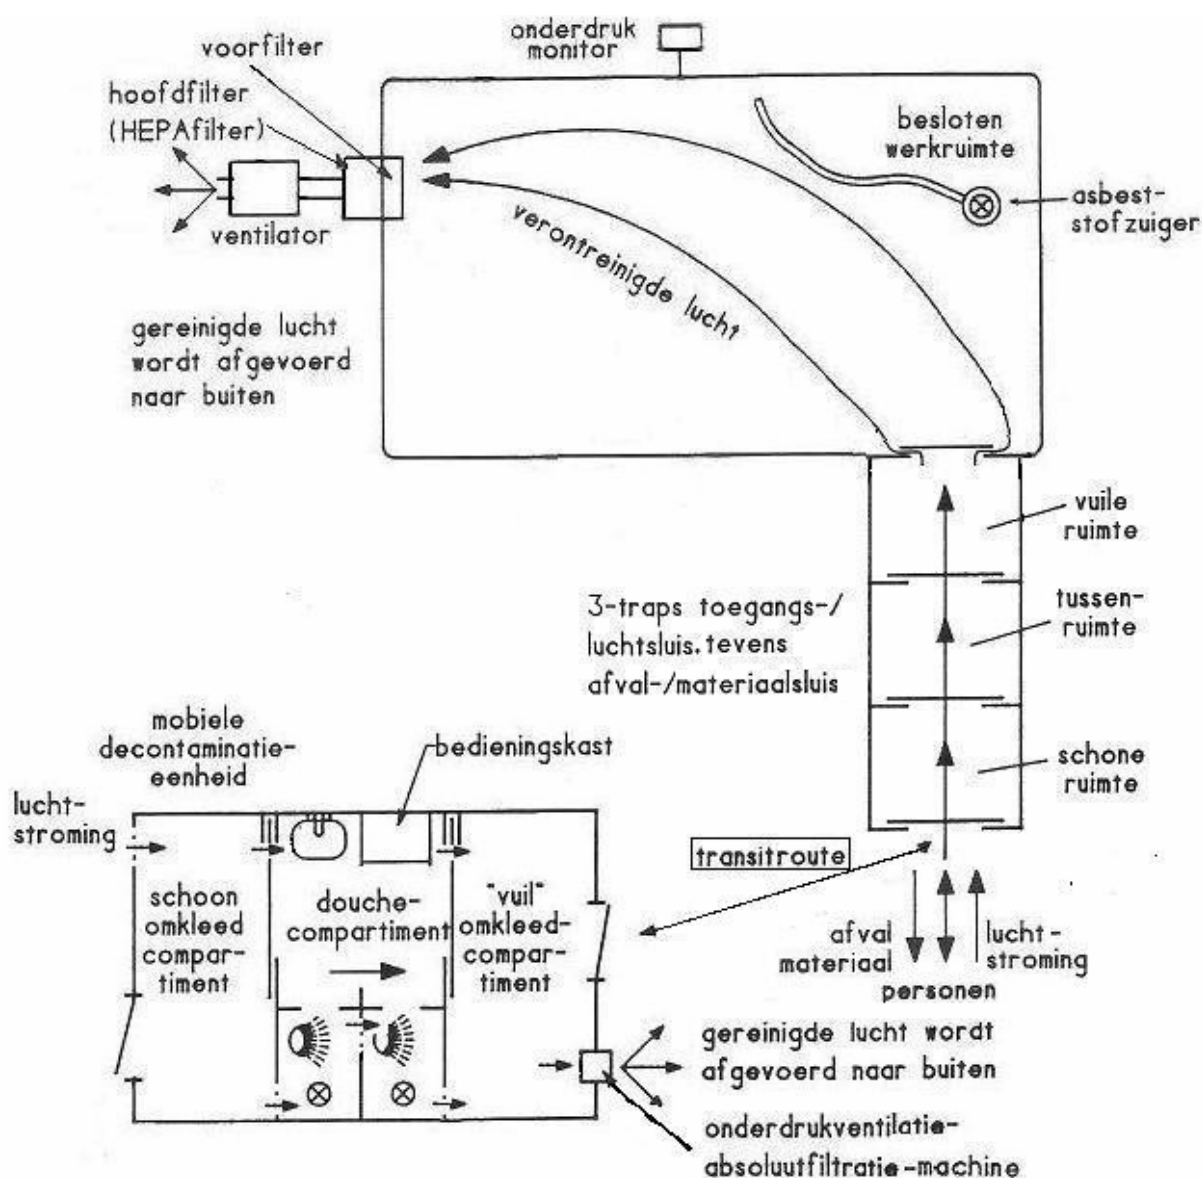 onderdruk
monitor
voorfilter
hoofdfilter
(HEPAfilter)
ventilator
besloten
werkruimte
asbest-
stofzuiger
verontreinigde lucht
gereinigde lucht
wordt afgevoerd
naar buiten
vuile
ruimte
3-traps toegangs-/
luchtsluis.tevens
afval-/materiaalsluis
tussen-
ruimte
schone
ruimte
mobiele
decontaminatie-
eenheid
bedieningskast
lucht-
stroming
transitroute
schoon
omkleed
compar-
timent
douche-
compartiment
"vuil"
omkleed-
compar-
timent
afval
materiaal
lucht-
stroming
personen
gereinigde lucht wordt
afgevoerd naar buiten
onderdrukventilatie-
absoluutfiltratie-machine